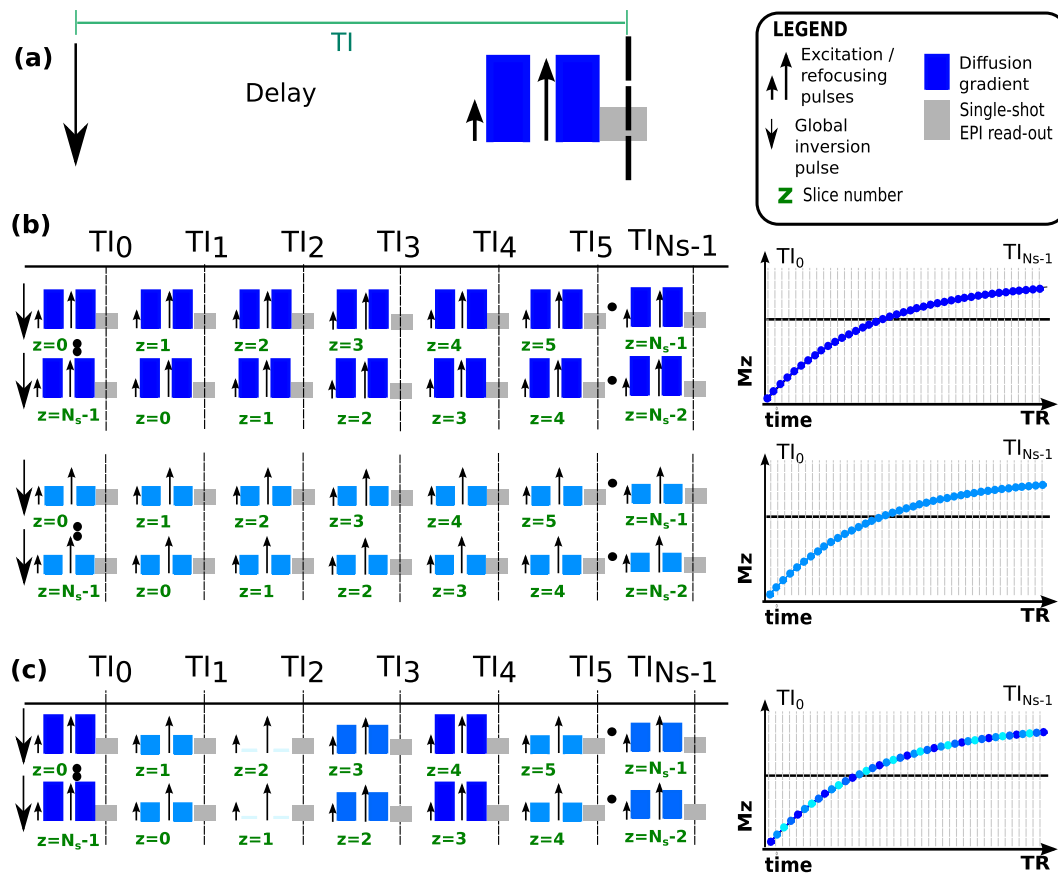 TI
(a)
Delay
LEGEND
Excitation /
refocusing
pulses
Global
inversion
pulse
z Slice number
Diffusion
gradient
Single-shot
EPI read-out
(b)
TI0 TI1 TI2 TI3 TI4 TI5 TINs-1
z=0 z=1 z=2 z=3 z=4 z=5 z=Ns-1
z=Ns-1 z=0 z=1 z=2 z=3 z=4 z=Ns-2
TI0 TINs-1
Mz
time TR
z=0 z=1 z=2 z=3 z=4 z=5 z=Ns-1
z=Ns-1 z=0 z=1 z=2 z=3 z=4 z=Ns-2
TI0 TINs-1
Mz
time TR
(c)
TI0 TI1 TI2 TI3 TI4 TI5 TINs-1
z=0 z=1 z=2 z=3 z=4 z=5 z=Ns-1
z=Ns-1 z=0 z=1 z=2 z=3 z=4 z=Ns-2
TI0 TINs-1
Mz
time TR